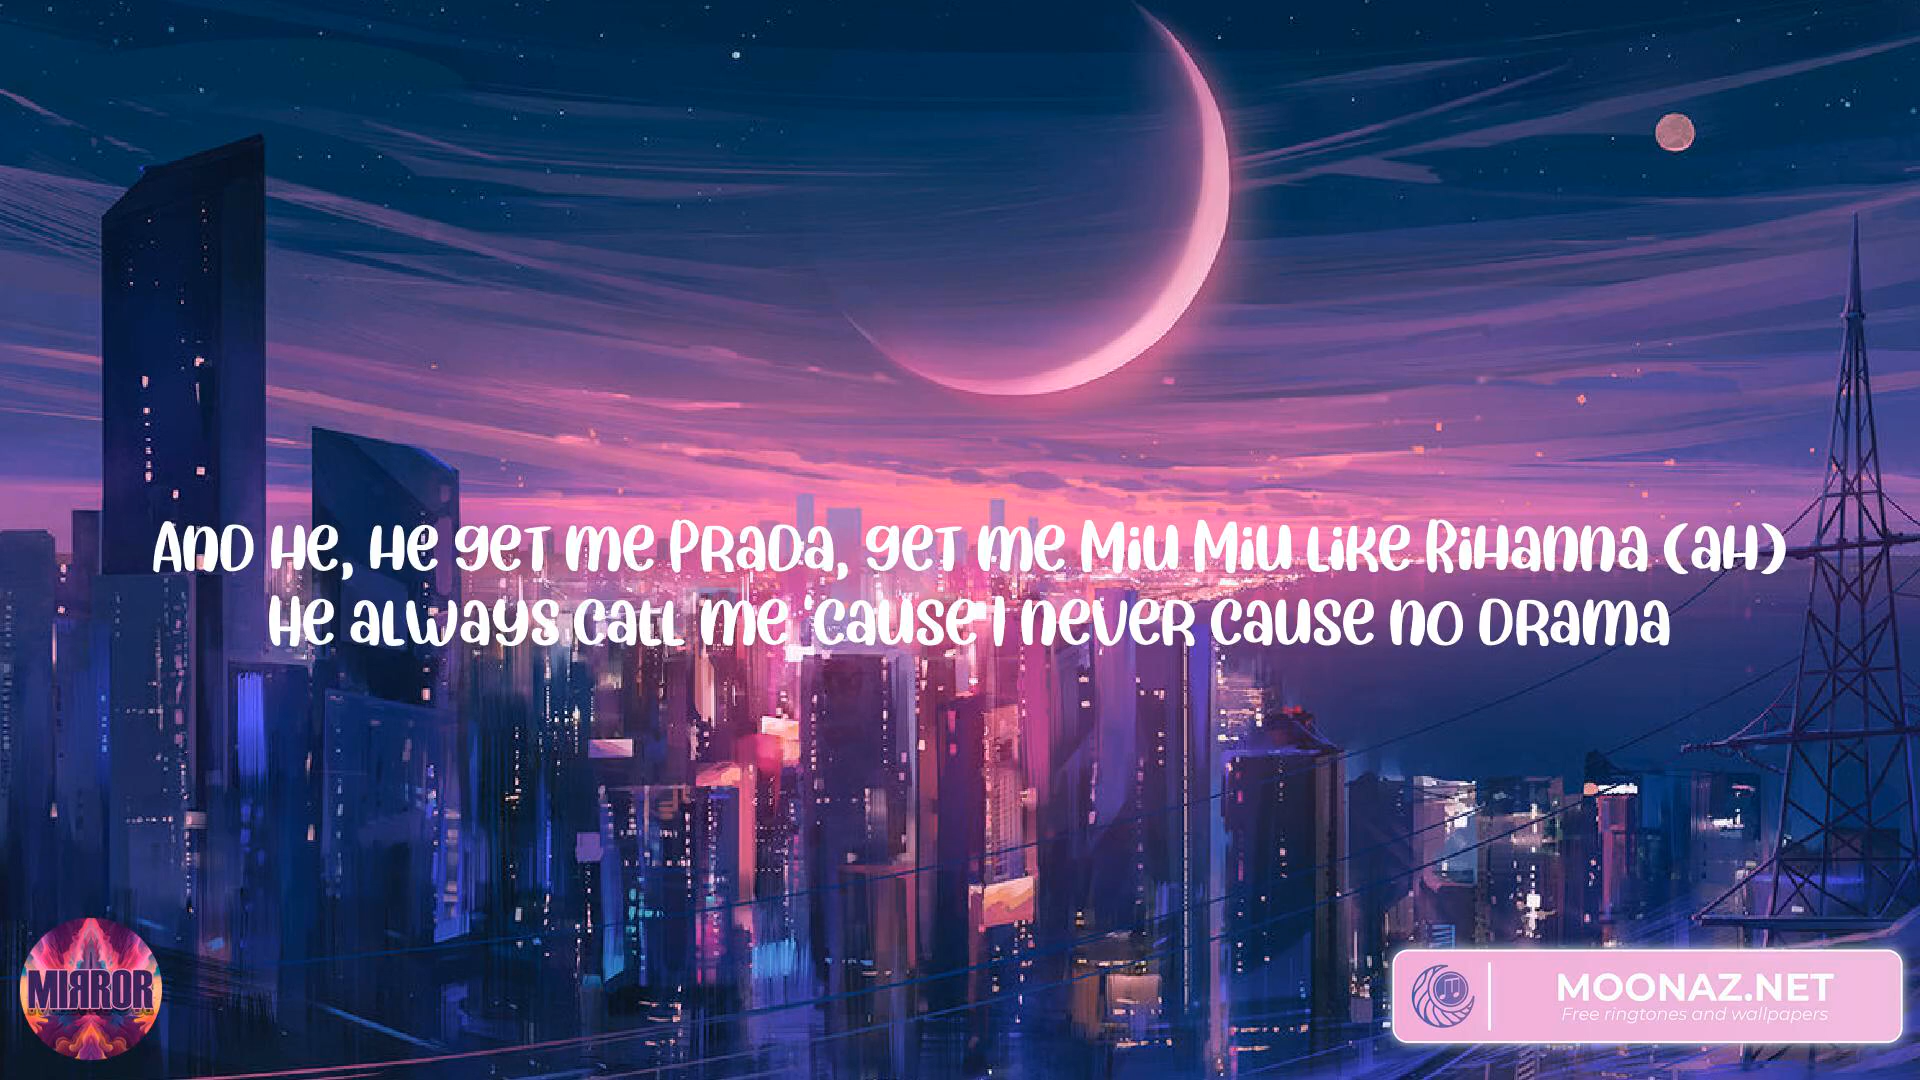 And he, he get me Prada, get me Miu Miu like Rihanna (ah)
He always call me 'cause I never cause no drama
MIRROR
MOONAZ.NET
Free ringtones and wallpapers